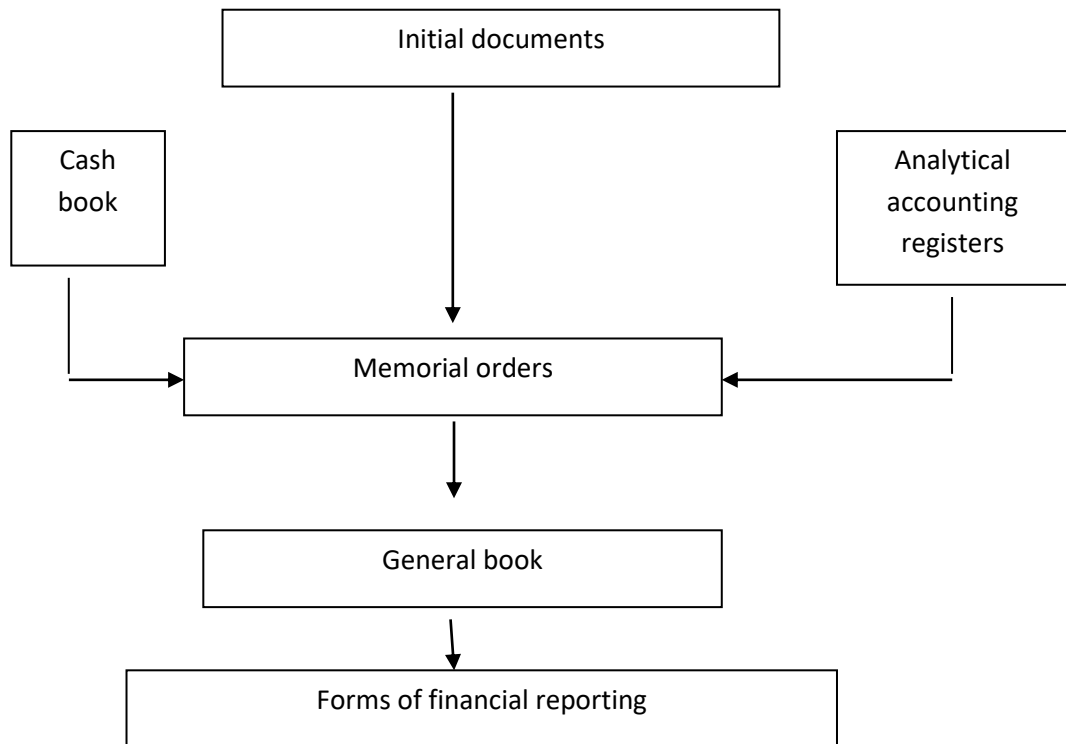 Initial documents
Cash
book
Analytical
accounting
registers
Memorial orders
General book
Forms of financial reporting